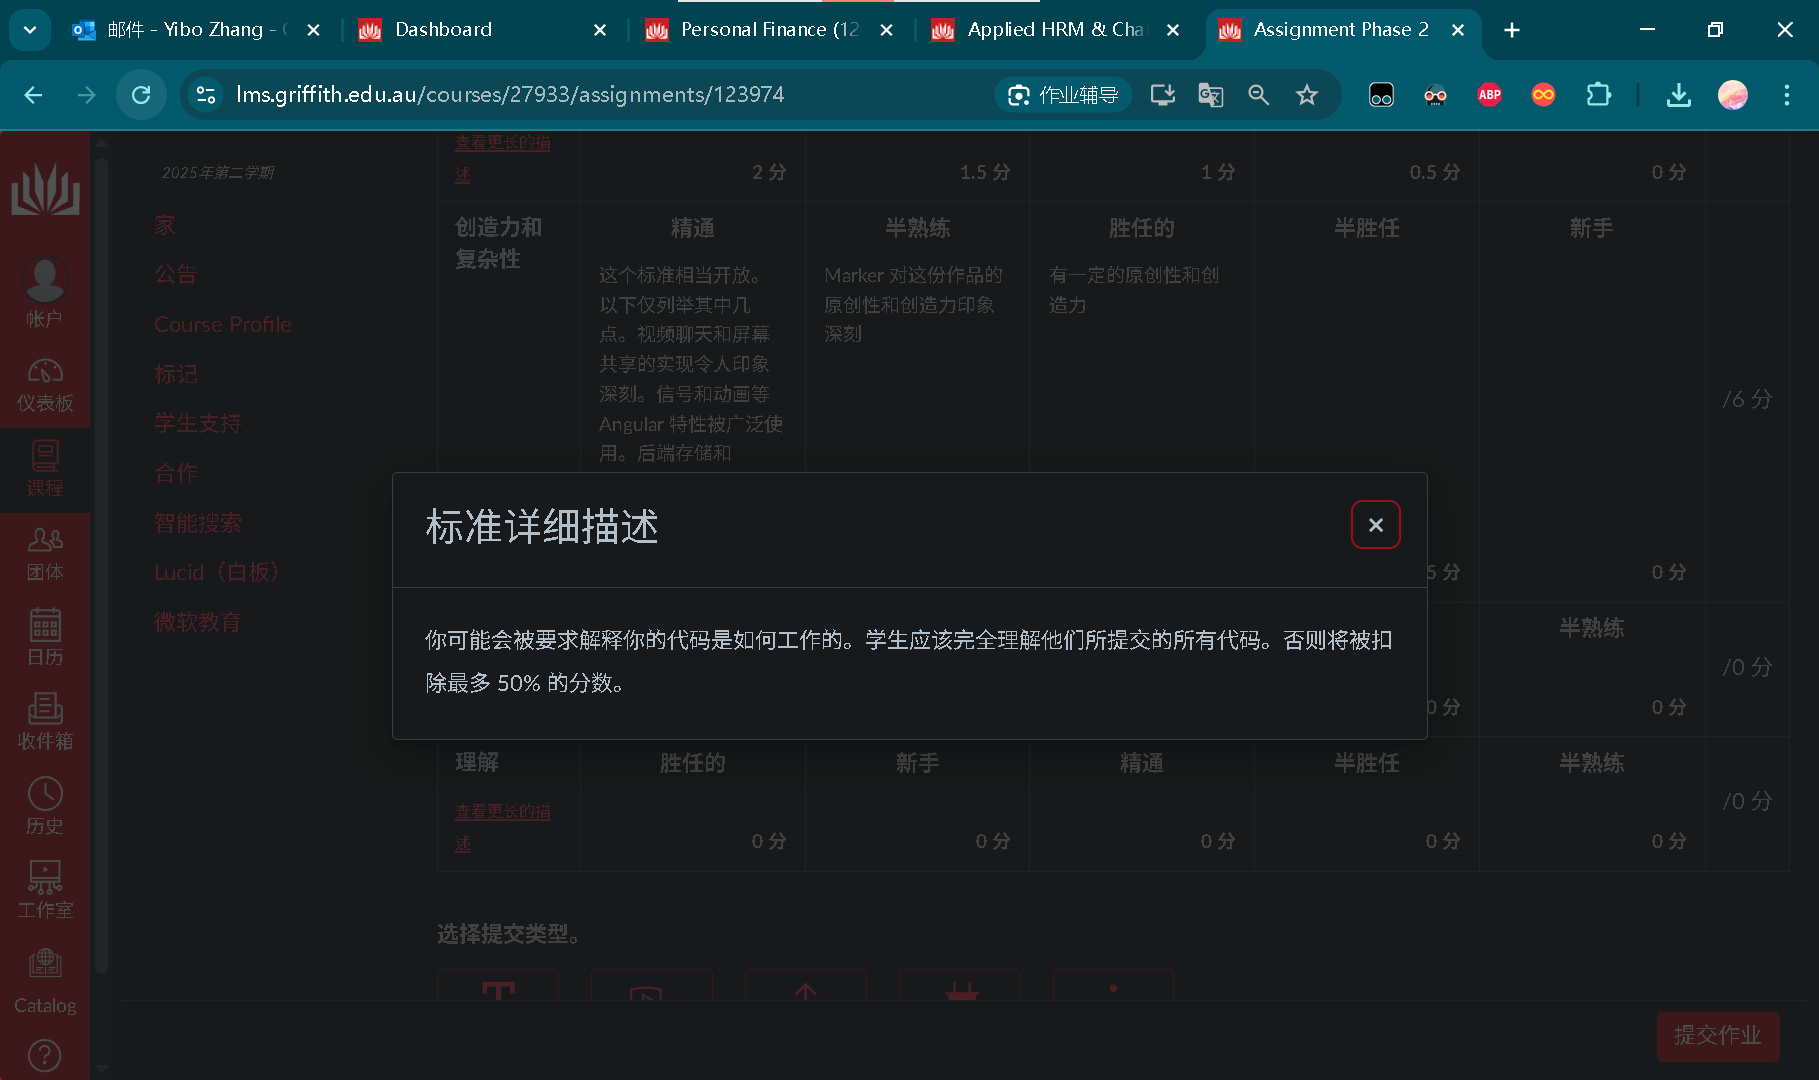 邮件 - Yibo Zhang -
Dashboard
Personal Finance (12
Applied HRM & Cha
Assignment Phase 2
lms.griffith.edu.au/courses/27933/assignments/123974
作业辅导
ABP
帐户
仪表板
课程
团体
日历
收件箱
历史
工作室
Catalog
2025年第二学期
家
公告
Course Profile
标记
学生支持
合作
智能搜索
Lucid（白板）
微软教育
查看更长的描
述
2 分
1.5 分
1 分
0.5 分
0 分
创造力和
复杂性
精通
这个标准相当开放。
以下仅列举其中几
点。视频聊天和屏幕
共享的实现令人印象
深刻。信号和动画等
Angular 特性被广泛使
用。后端存储和
半熟练
Marker 对这份作品的
原创性和创造力印象
深刻
胜任的
有一定的原创性和创
造力
半胜任
5 分
新手
0 分
/6 分
标准详细描述
你可能会被要求解释你的代码是如何工作的。学生应该完全理解他们所提交的所有代码。否则将被扣
除最多 50% 的分数。
0 分
半熟练
0 分
/0 分
理解
查看更长的描
述
胜任的
0 分
新手
0 分
精通
0 分
半胜任
0 分
半熟练
0 分
/0 分
选择提交类型。
提交作业